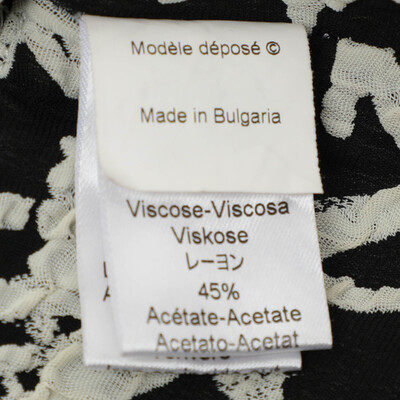 Modèle déposé ©
Made in Bulgaria
Viscose-Viscosa
Viskose
レーヨン
45%
Acétate-Acetate
Acetato-Acetat